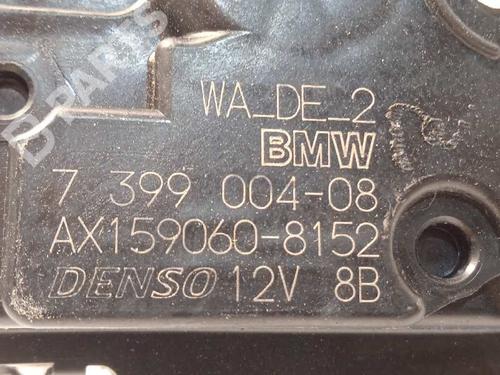 WA_DE_2
BMW
7 399 004-08
AX159060-8152
DENSO 12V 8B